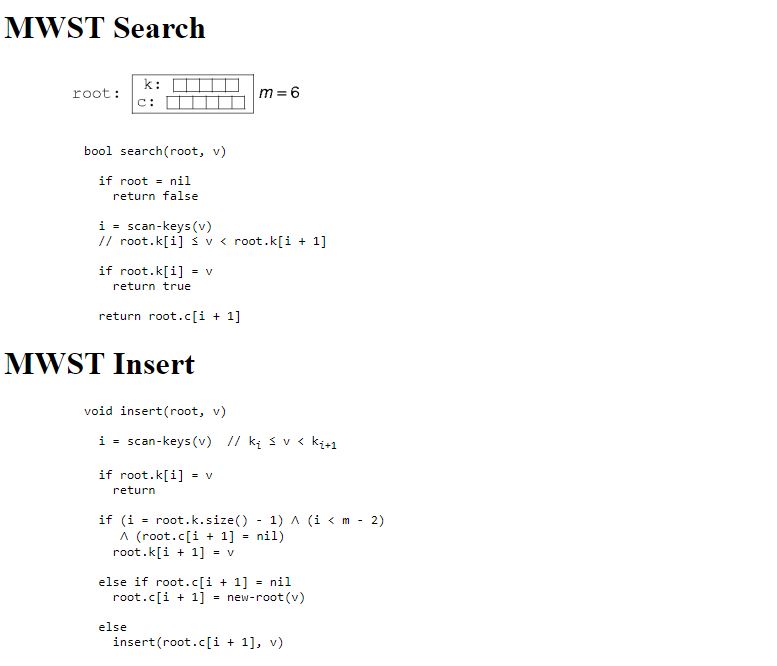 MWST Search
root: k:
c: m = 6
bool search(root, v)
if root = nil
return false
i = scan-keys(v)
// root.k[i] ≤ v < root.k[i + 1]
if root.k[i] = v
return true
return root.c[i + 1]
MWST Insert
void insert(root, v)
i = scan-keys(v) // kᵢ ≤ v < kᵢ₊₁
if root.k[i] = v
return
if (i = root.k.size() - 1) ∧ (i < m - 2)
∧ (root.c[i + 1] = nil)
root.k[i + 1] = v
else if root.c[i + 1] = nil
root.c[i + 1] = new-root(v)
else
insert(root.c[i + 1], v)